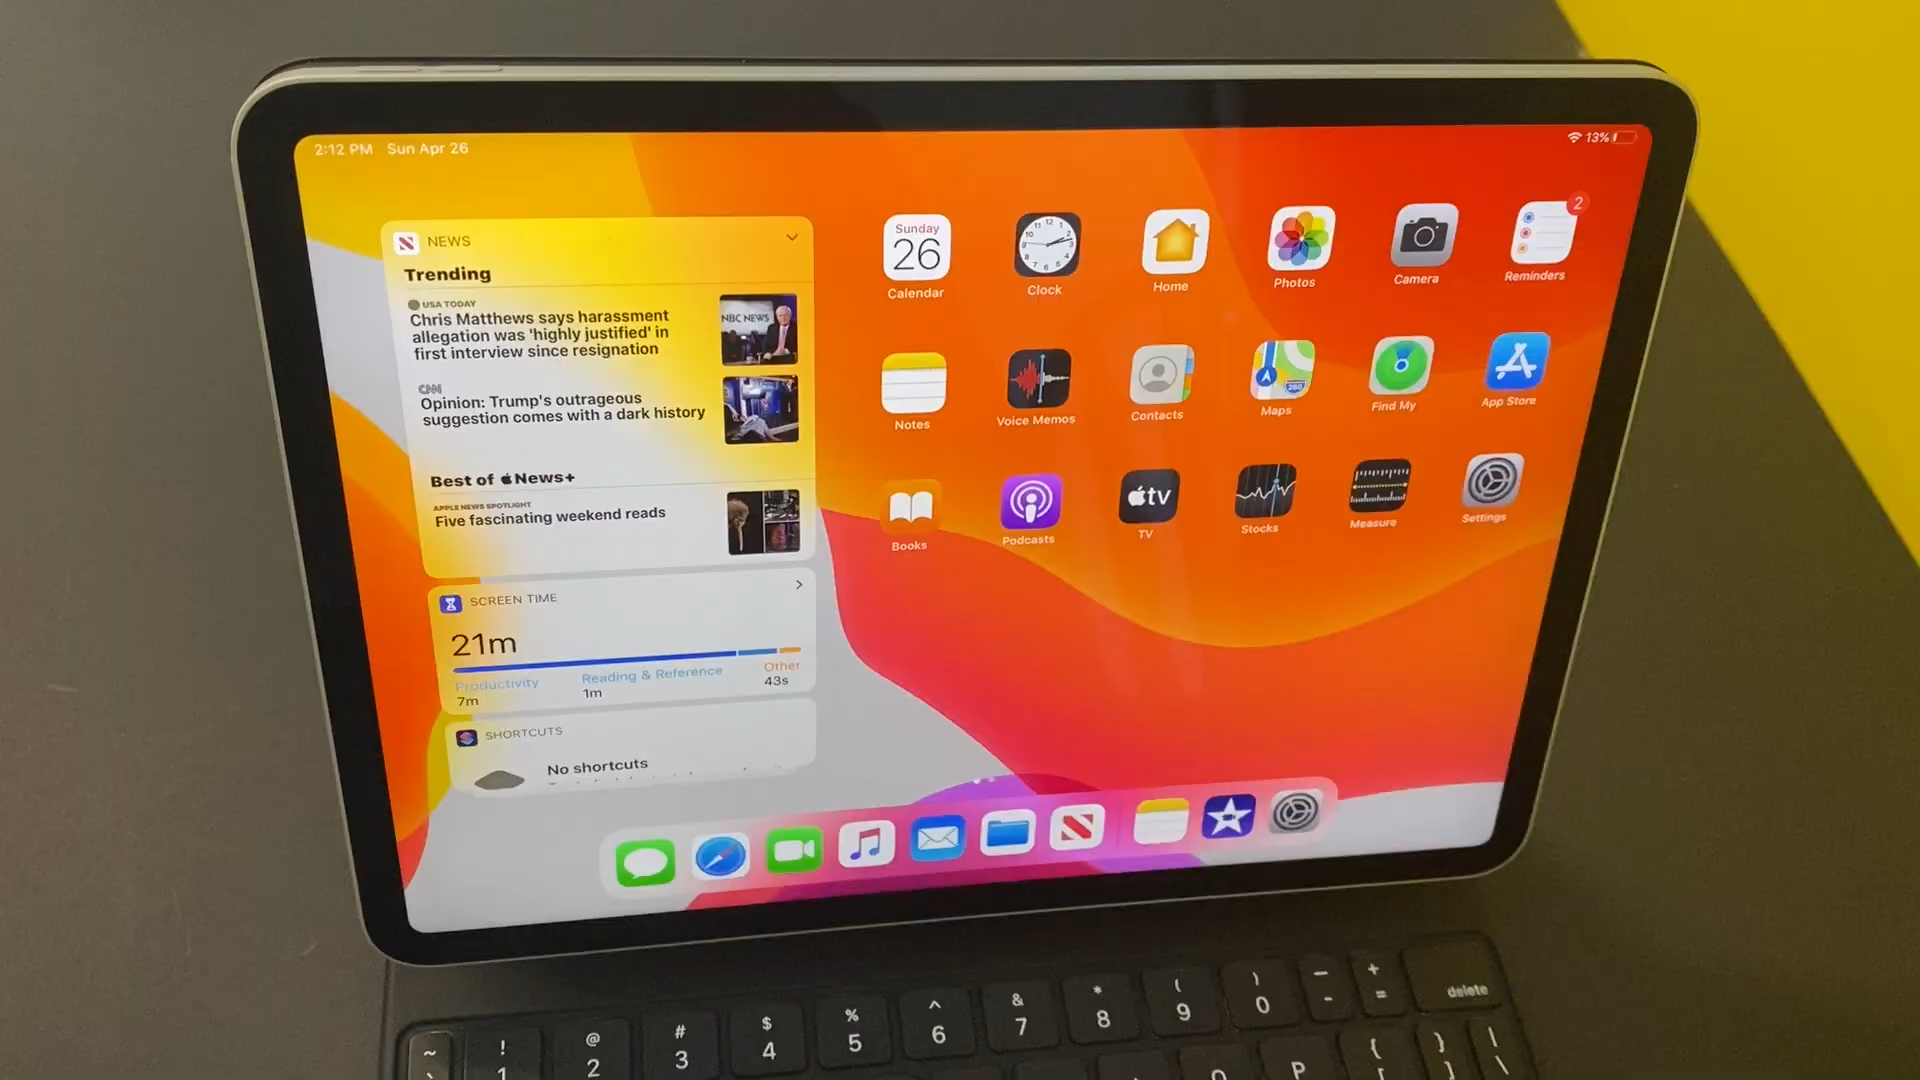 2:12 PM Sun Apr 26
13%
NEWS
Trending
USA TODAY
Chris Matthews says harassment
allegation was 'highly justified' in
first interview since resignation
NBC NEWS
CNN
Opinion: Trump's outrageous
suggestion comes with a dark history
Best of News+
APPLE NEWS SPOTLIGHT
Five fascinating weekend reads
SCREEN TIME
21m
Productivity Reading & Reference Other
7m 1m 43s
SHORTCUTS
No shortcuts
Sunday
26
2
Calendar Clock Home Photos Camera Reminders
280
Notes Voice Memos Contacts Maps Find My App Store
tv
Books Podcasts TV Stocks Measure Settings
~ ! @ # $ % ^ & * ( ) _ + delete
` 1 2 3 4 5 6 7 8 9 0 - =
O P { } |
[ ] \